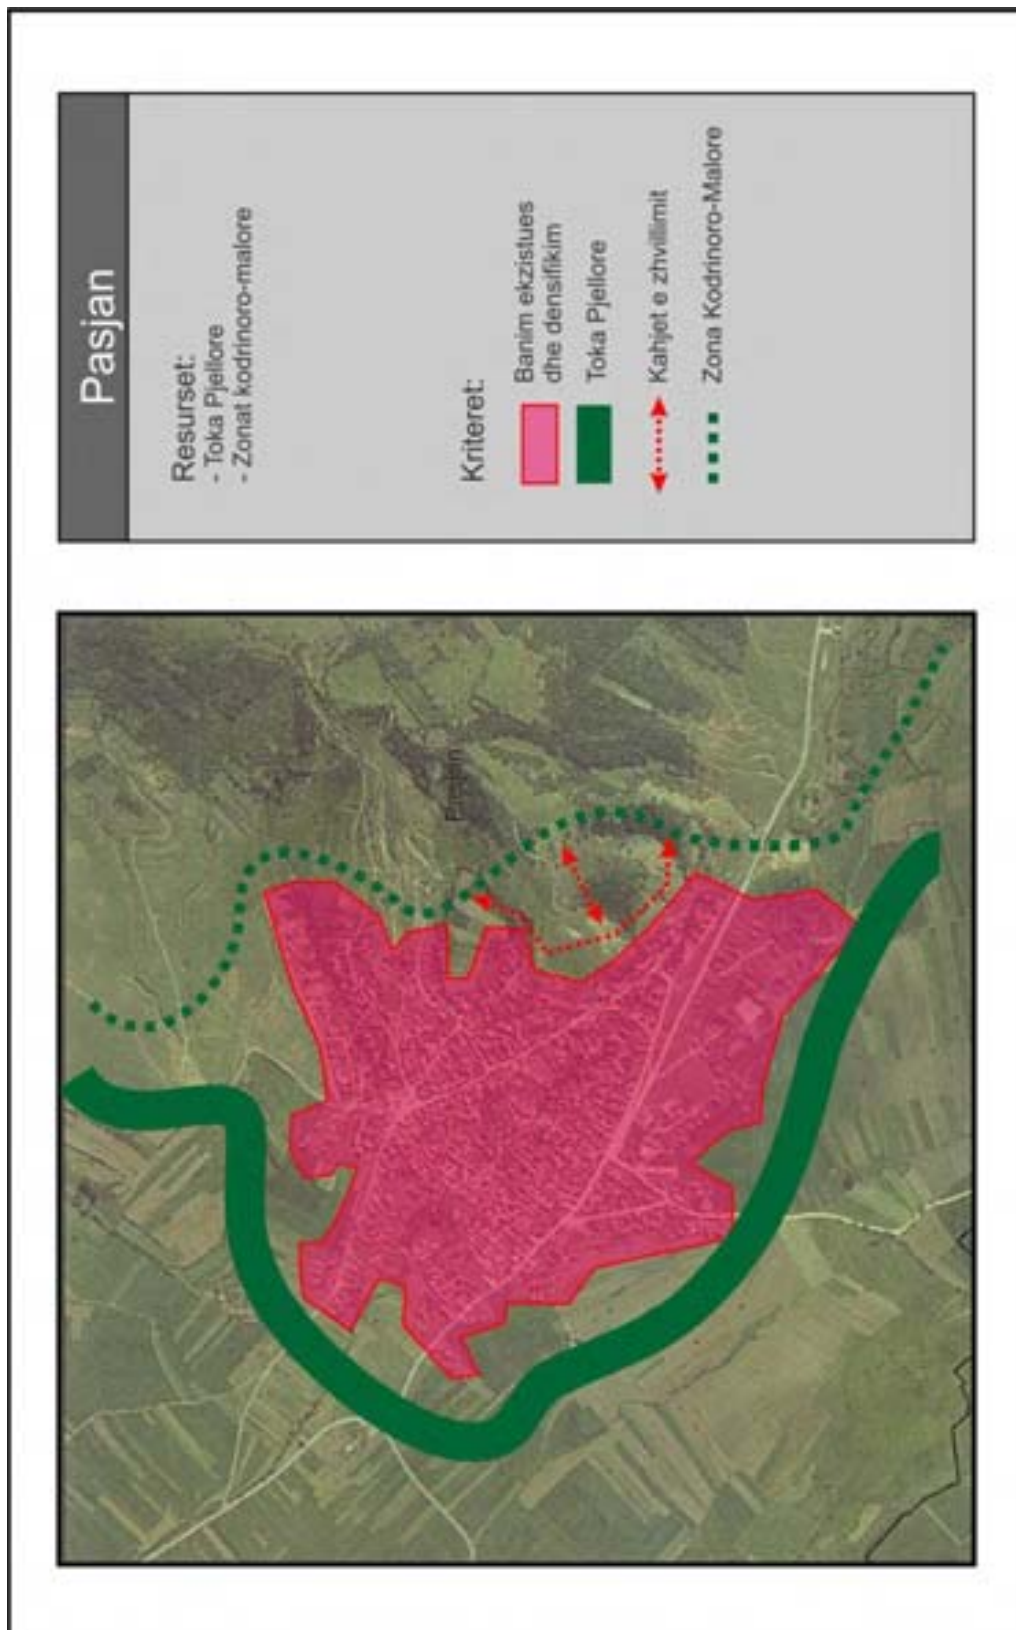 Pasjan
Resurset:
- Toka Pjellore
- Zonat kodrinoro-malore
Kriteret:
Banim ekzistues
dhe densifikim
Toka Pjellore
Kahjet e zhvillimit
Zona Kodrinoro-Malore
Pasjan